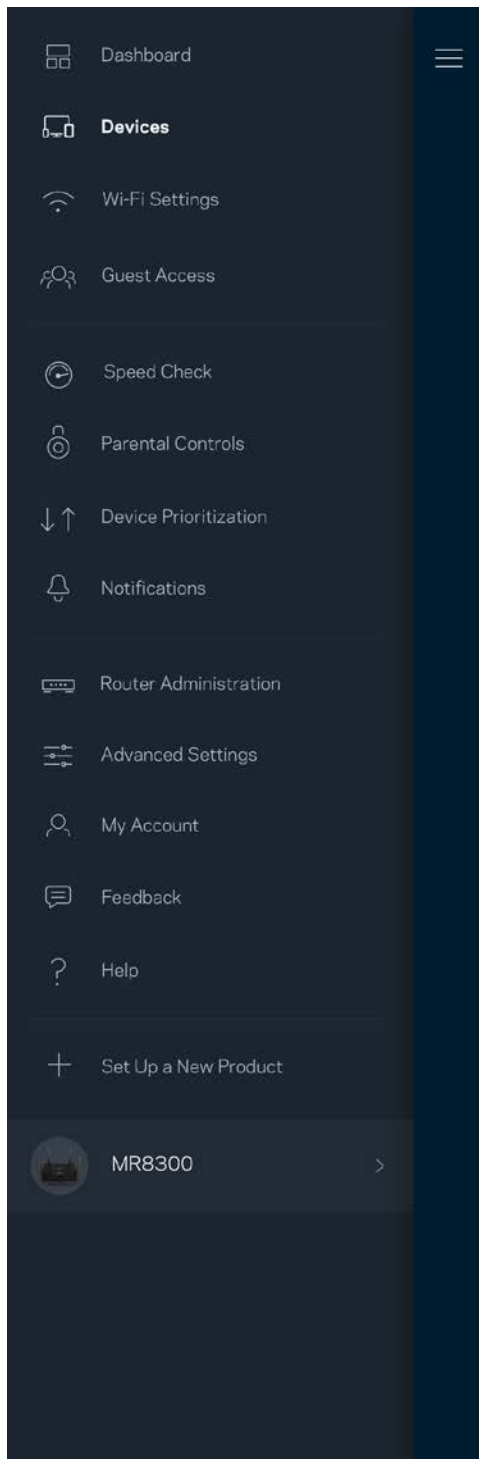 Dashboard
Devices
Wi-Fi Settings
Guest Access
Speed Check
Parental Controls
Device Prioritization
Notifications
Router Administration
Advanced Settings
My Account
Feedback
Help
Set Up a New Product
MR8300